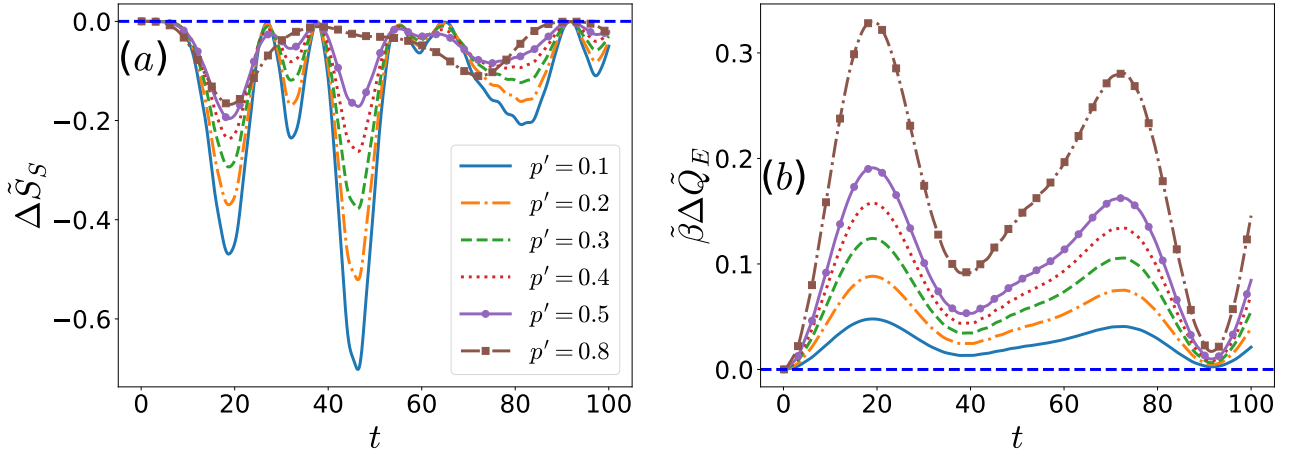 (a)
ΔS̃_S
0.0
−0.2
−0.4
−0.6
0
20
40
60
80
100
t
p′ = 0.1
p′ = 0.2
p′ = 0.3
p′ = 0.4
p′ = 0.5
p′ = 0.8
(b)
β̃ΔQ̃_E
0.3
0.2
0.1
0.0
0
20
40
60
80
100
t